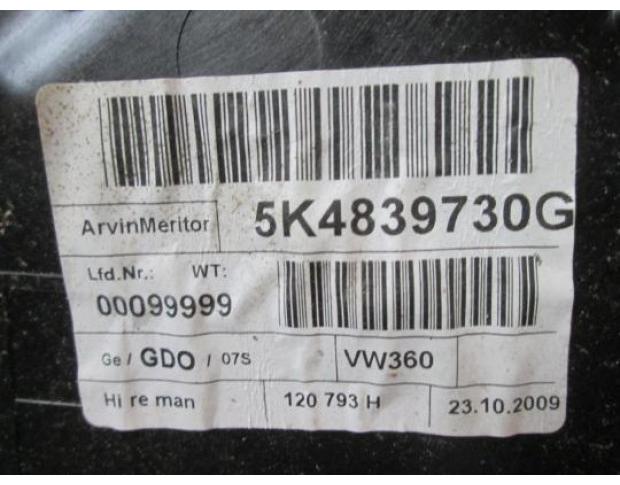 ArvinMeritor 5K4839730G
Lfd.Nr.: WT:
00099999
Ge / GDO / 07S VW360
Hi re man 120 793 H 23.10.2009